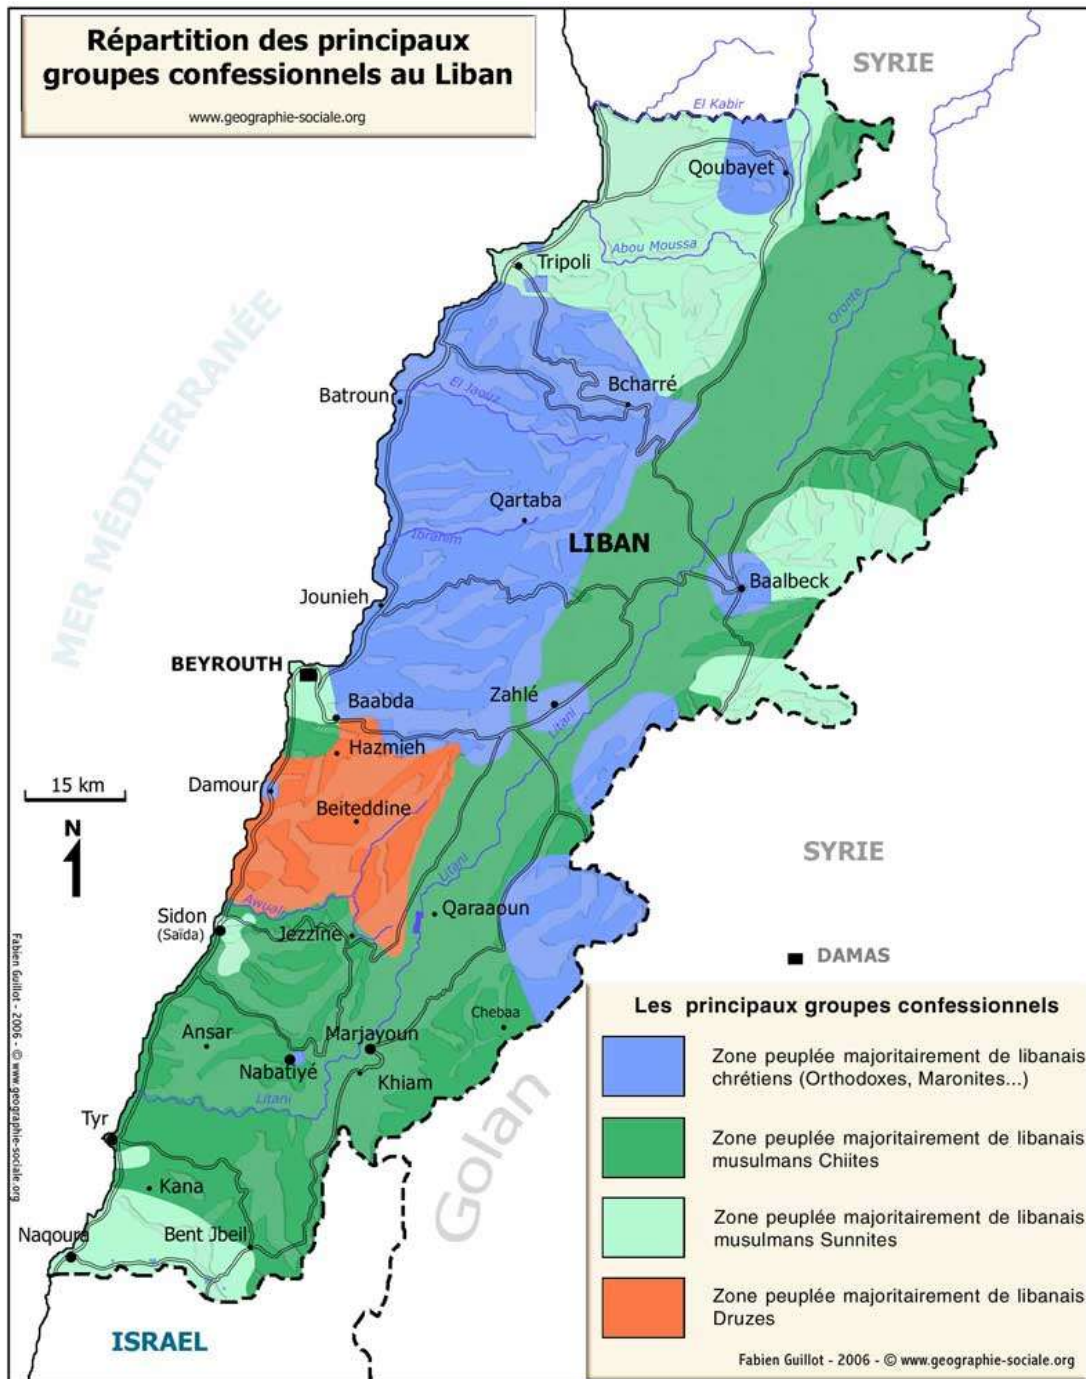 Répartition des principaux
groupes confessionnels au Liban
www.geographie-sociale.org
SYRIE
El Kabir
Qoubayet
Abou Moussa
Tripoli
Oronte
MER MÉDITERRANÉE
Batroun
El Jaouz
Bcharré
Qartaba
Ibrahim
LIBAN
Jounieh
Baalbeck
BEYROUTH
Baabda
Zahlé
Litani
Hazmieh
15 km
Damour
Beiteddine
N
SYRIE
Litani
Awuali
Sidon
(Saïda)
Jezzine
Qaraaoun
DAMAS
Chebaa
Ansar
Marjayoun
Nabatiyé
Khiam
Litani
Golan
Tyr
Kana
Naqoura
Bent Jbeil
ISRAEL
Fabien Guillot - 2006 - © www.geographie-sociale.org
Les principaux groupes confessionnels
Zone peuplée majoritairement de libanais
chrétiens (Orthodoxes, Maronites...)
Zone peuplée majoritairement de libanais
musulmans Chiites
Zone peuplée majoritairement de libanais
musulmans Sunnites
Zone peuplée majoritairement de libanais
Druzes
Fabien Guillot - 2006 - © www.geographie-sociale.org